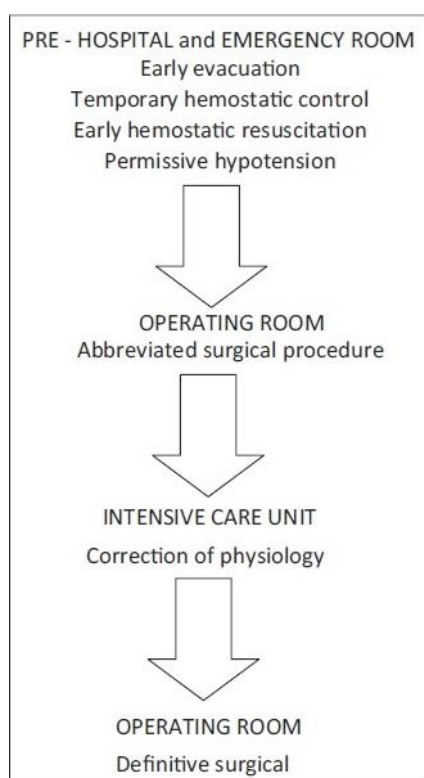 PRE - HOSPITAL and EMERGENCY ROOM
Early evacuation
Temporary hemostatic control
Early hemostatic resuscitation
Permissive hypotension
OPERATING ROOM
Abbreviated surgical procedure
INTENSIVE CARE UNIT
Correction of physiology
OPERATING ROOM
Definitive surgical